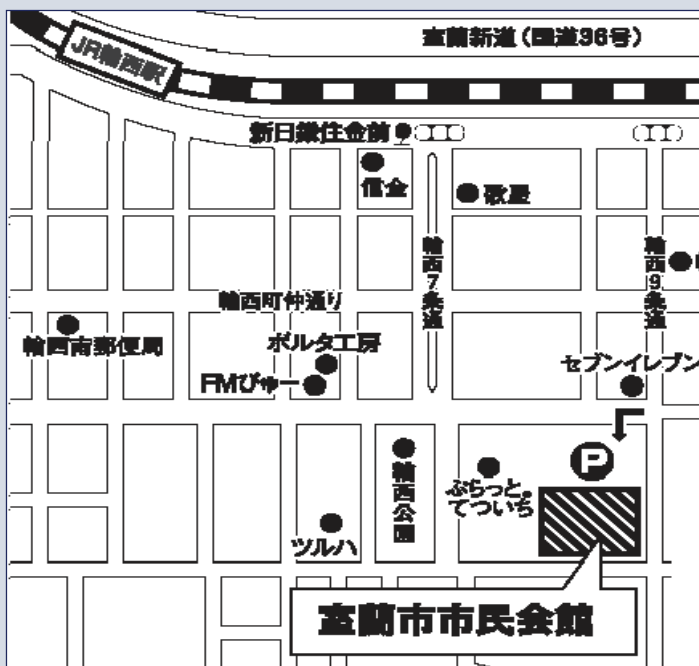 室蘭新道(国道36号)
JR輪西駅
新日鐵住金前
信金
敬屋
輪西7条通
輪西9条通
輪西町仲通り
輪西南郵便局
ボルタ工房
FMびゅー
セブンイレブン
P
輪西公園
ぷらっと。
てついち
ツルハ
室蘭市市民会館